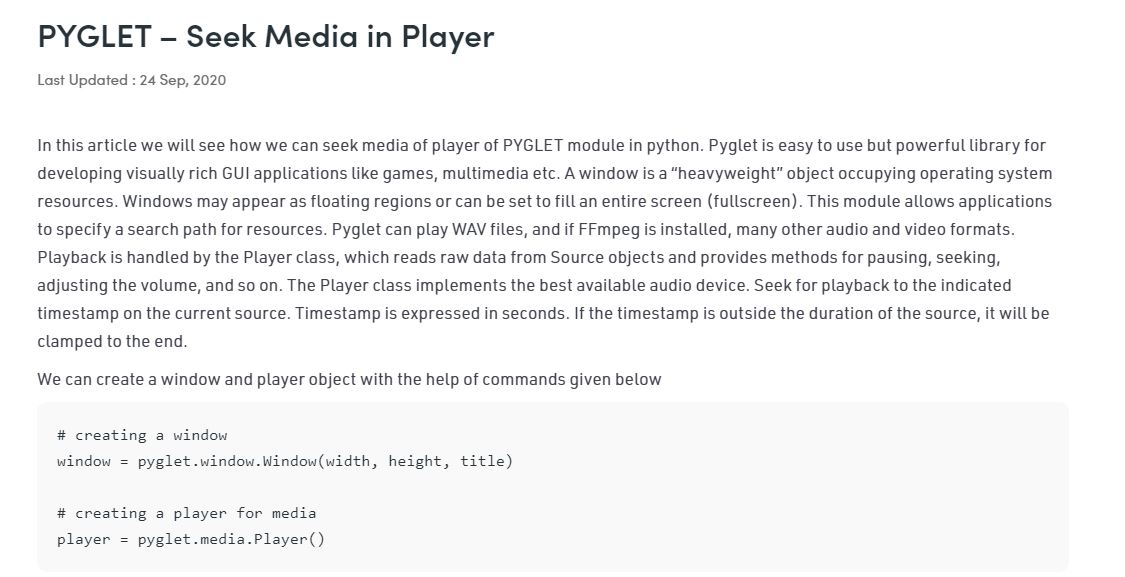 PYGLET – Seek Media in Player
Last Updated : 24 Sep, 2020
In this article we will see how we can seek media of player of PYGLET module in python. Pyglet is easy to use but powerful library for
developing visually rich GUI applications like games, multimedia etc. A window is a “heavyweight” object occupying operating system
resources. Windows may appear as floating regions or can be set to fill an entire screen (fullscreen). This module allows applications
to specify a search path for resources. Pyglet can play WAV files, and if FFmpeg is installed, many other audio and video formats.
Playback is handled by the Player class, which reads raw data from Source objects and provides methods for pausing, seeking,
adjusting the volume, and so on. The Player class implements the best available audio device. Seek for playback to the indicated
timestamp on the current source. Timestamp is expressed in seconds. If the timestamp is outside the duration of the source, it will be
clamped to the end.
We can create a window and player object with the help of commands given below
# creating a window
window = pyglet.window.Window(width, height, title)
# creating a player for media
player = pyglet.media.Player()